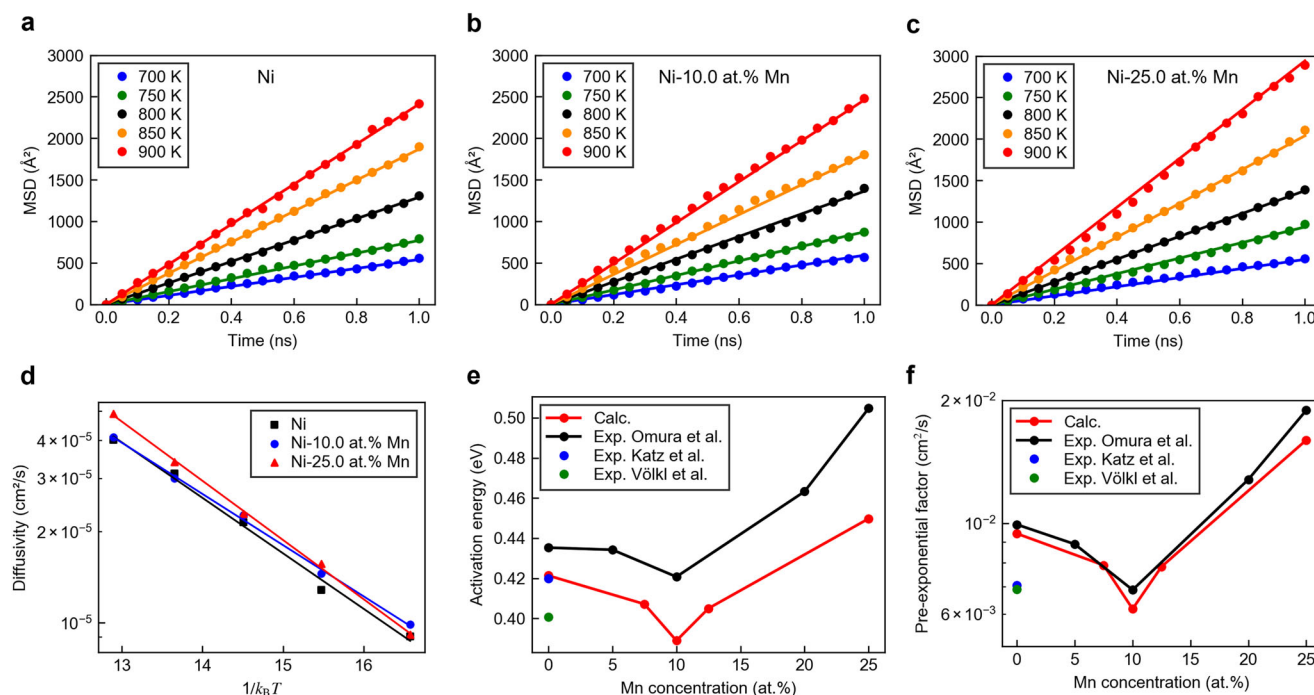 a
Ni
700 K
750 K
800 K
850 K
900 K
MSD (Å²)
3000
2500
2000
1500
1000
500
0
0.0 0.2 0.4 0.6 0.8 1.0
Time (ns)
b
Ni-10.0 at.% Mn
700 K
750 K
800 K
850 K
900 K
MSD (Å²)
3000
2500
2000
1500
1000
500
0
0.0 0.2 0.4 0.6 0.8 1.0
Time (ns)
c
Ni-25.0 at.% Mn
700 K
750 K
800 K
850 K
900 K
MSD (Å²)
3000
2500
2000
1500
1000
500
0
0.0 0.2 0.4 0.6 0.8 1.0
Time (ns)
d
Ni
Ni-10.0 at.% Mn
Ni-25.0 at.% Mn
Diffusivity (cm²/s)
4 × 10⁻⁵
3 × 10⁻⁵
2 × 10⁻⁵
10⁻⁵
13 14 15 16
1/k_BT
e
Calc.
Exp. Omura et al.
Exp. Katz et al.
Exp. Völkl et al.
Activation energy (eV)
0.50
0.48
0.46
0.44
0.42
0.40
0 5 10 15 20 25
Mn concentration (at.%)
f
Calc.
Exp. Omura et al.
Exp. Katz et al.
Exp. Völkl et al.
Pre-exponential factor (cm²/s)
2 × 10⁻²
10⁻²
6 × 10⁻³
0 5 10 15 20 25
Mn concentration (at.%)